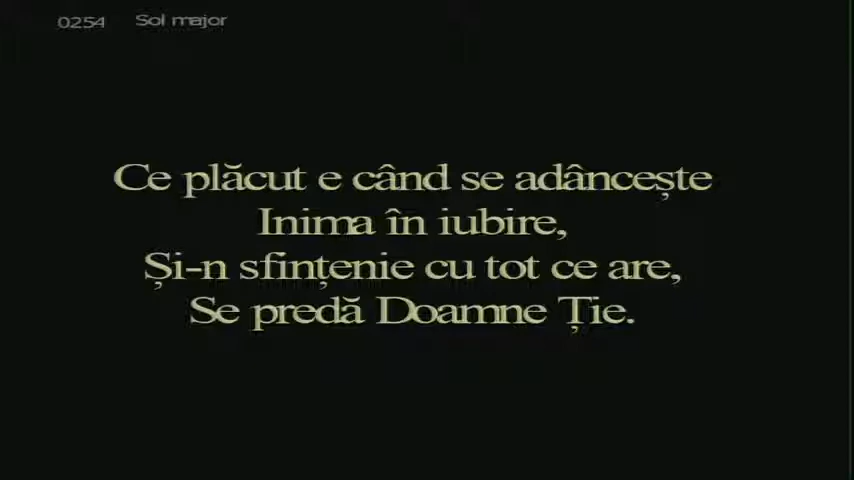 0254 Sol major
Ce plăcut e când se adâncește
Inima în iubire,
Și-n sfințenie cu tot ce are,
Se predă Doamne Ție.